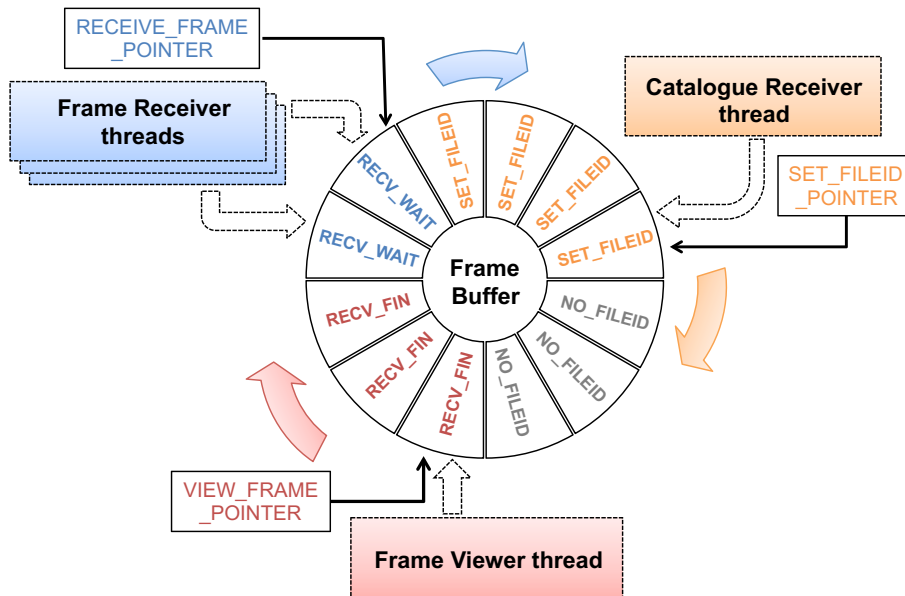 RECEIVE_FRAME
_POINTER
Frame Receiver
threads
Catalogue Receiver
thread
SET_FILEID
_POINTER
SET_FILEID
SET_FILEID
SET_FILEID
SET_FILEID
RECV_WAIT
RECV_WAIT
Frame
Buffer
RECV_FIN
RECV_FIN
RECV_FIN
NO_FILEID
NO_FILEID
NO_FILEID
VIEW_FRAME
_POINTER
Frame Viewer thread